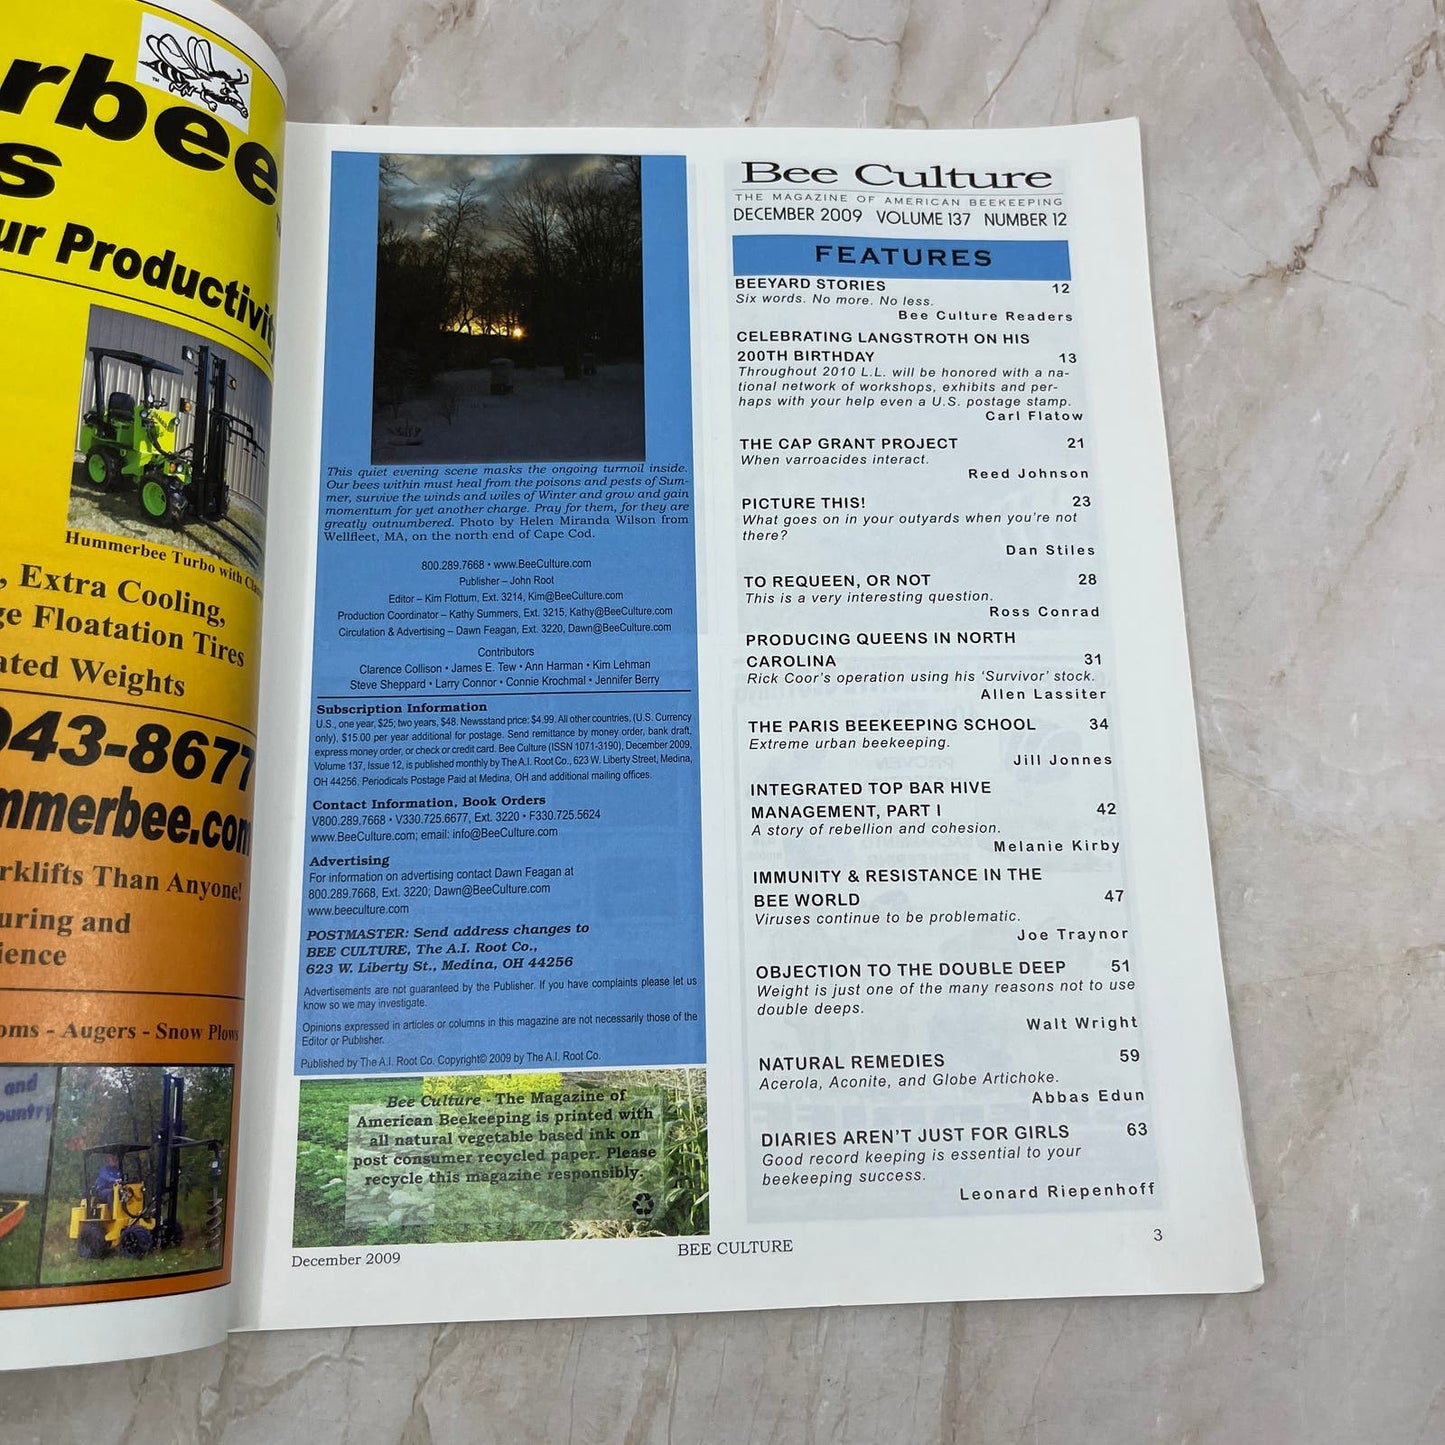 rbee
TM
s
ur Productivity
Hummerbee Turbo with
, Extra Cooling,
ge Floatation Tires
ated Weights
943-8677
mmerbee.com
rklifts Than Anyone!
uring and
ience
oms - Augers - Snow Plows
and
ountry
This quiet evening scene masks the ongoing turmoil inside.
Our bees within must heal from the poisons and pests of Sum-
mer, survive the winds and wiles of Winter and grow and gain
momentum for yet another charge. Pray for them, for they are
greatly outnumbered. Photo by Helen Miranda Wilson from
Wellfleet, MA, on the north end of Cape Cod.
800.289.7668 • www.BeeCulture.com
Publisher – John Root
Editor – Kim Flottum, Ext. 3214, Kim@BeeCulture.com
Production Coordinator – Kathy Summers, Ext. 3215, Kathy@BeeCulture.com
Circulation & Advertising – Dawn Feagan, Ext. 3220, Dawn@BeeCulture.com
Contributors
Clarence Collison • James E. Tew • Ann Harman • Kim Lehman
Steve Sheppard • Larry Connor • Connie Krochmal • Jennifer Berry
Subscription Information
U.S., one year, $25; two years, $48. Newsstand price: $4.99. All other countries, (U.S. Currency
only), $15.00 per year additional for postage. Send remittance by money order, bank draft,
express money order, or check or credit card. Bee Culture (ISSN 1071-3190), December 2009,
Volume 137, Issue 12, is published monthly by The A.I. Root Co., 623 W. Liberty Street, Medina,
OH 44256. Periodicals Postage Paid at Medina, OH and additional mailing offices.
Contact Information, Book Orders
V800.289.7668 • V330.725.6677, Ext. 3220 • F330.725.5624
www.BeeCulture.com; email: info@BeeCulture.com
Advertising
For information on advertising contact Dawn Feagan at
800.289.7668, Ext. 3220; Dawn@BeeCulture.com
www.beeculture.com
POSTMASTER: Send address changes to
BEE CULTURE, The A.I. Root Co.,
623 W. Liberty St., Medina, OH 44256
Advertisements are not guaranteed by the Publisher. If you have complaints please let us
know so we may investigate.
Opinions expressed in articles or columns in this magazine are not necessarily those of the
Editor or Publisher.
Published by The A.I. Root Co. Copyright© 2009 by The A.I. Root Co.
Bee Culture - The Magazine of
American Beekeeping is printed with
all natural vegetable based ink on
post consumer recycled paper. Please
recycle this magazine responsibly.
Bee Culture
THE MAGAZINE OF AMERICAN BEEKEEPING
DECEMBER 2009 VOLUME 137 NUMBER 12
FEATURES
BEEYARD STORIES 12
Six words. No more. No less.
Bee Culture Readers
CELEBRATING LANGSTROTH ON HIS
200TH BIRTHDAY 13
Throughout 2010 L.L. will be honored with a na-
tional network of workshops, exhibits and per-
haps with your help even a U.S. postage stamp.
Carl Flatow
THE CAP GRANT PROJECT 21
When varroacides interact.
Reed Johnson
PICTURE THIS! 23
What goes on in your outyards when you're not
there?
Dan Stiles
TO REQUEEN, OR NOT 28
This is a very interesting question.
Ross Conrad
PRODUCING QUEENS IN NORTH
CAROLINA 31
Rick Coor's operation using his 'Survivor' stock.
Allen Lassiter
THE PARIS BEEKEEPING SCHOOL 34
Extreme urban beekeeping.
Jill Jonnes
INTEGRATED TOP BAR HIVE
MANAGEMENT, PART I 42
A story of rebellion and cohesion.
Melanie Kirby
IMMUNITY & RESISTANCE IN THE
BEE WORLD 47
Viruses continue to be problematic.
Joe Traynor
OBJECTION TO THE DOUBLE DEEP 51
Weight is just one of the many reasons not to use
double deeps.
Walt Wright
NATURAL REMEDIES 59
Acerola, Aconite, and Globe Artichoke.
Abbas Edun
DIARIES AREN'T JUST FOR GIRLS 63
Good record keeping is essential to your
beekeeping success.
Leonard Riepenhoff
December 2009 BEE CULTURE 3